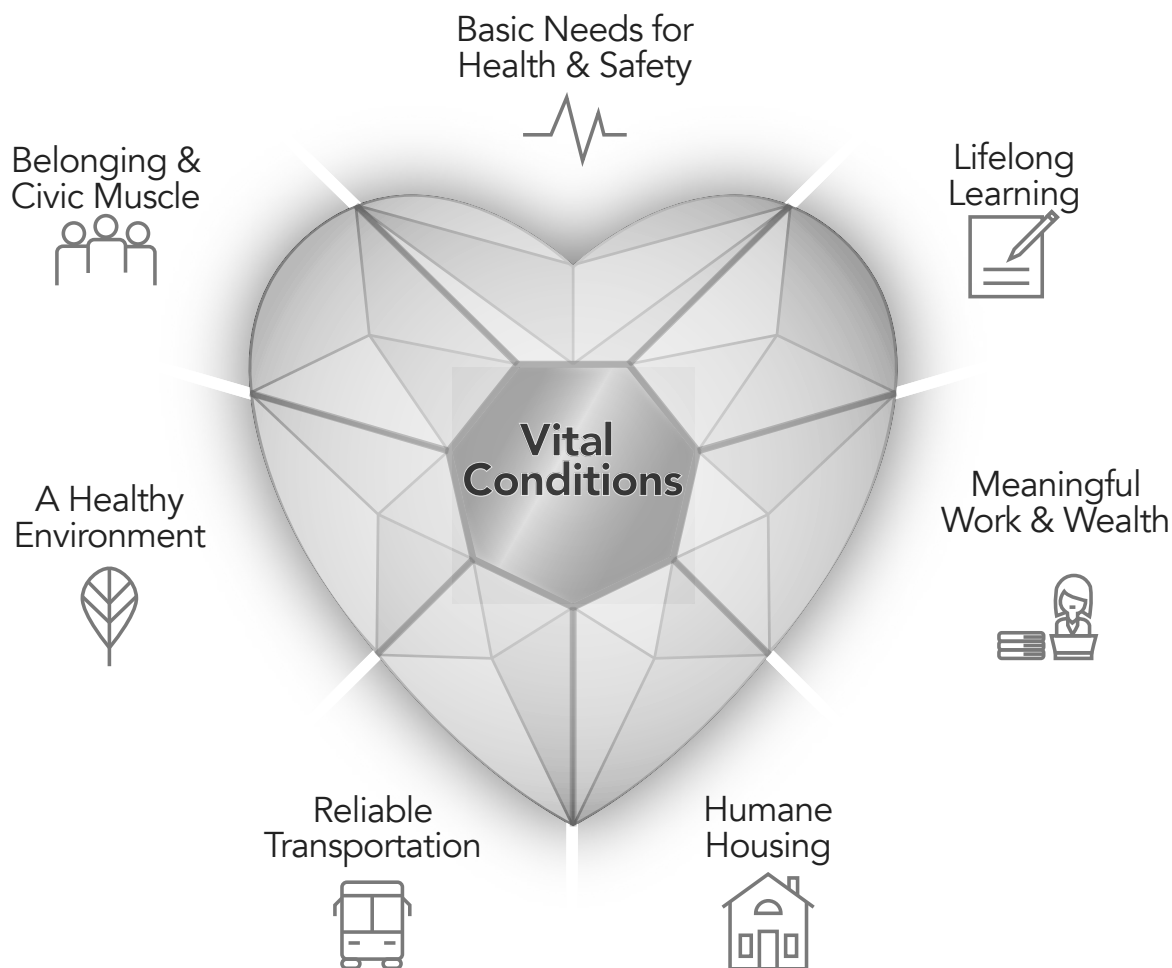 Basic Needs for
Health & Safety
Belonging &
Civic Muscle
Lifelong
Learning
Vital
Conditions
A Healthy
Environment
Meaningful
Work & Wealth
Reliable
Transportation
Humane
Housing